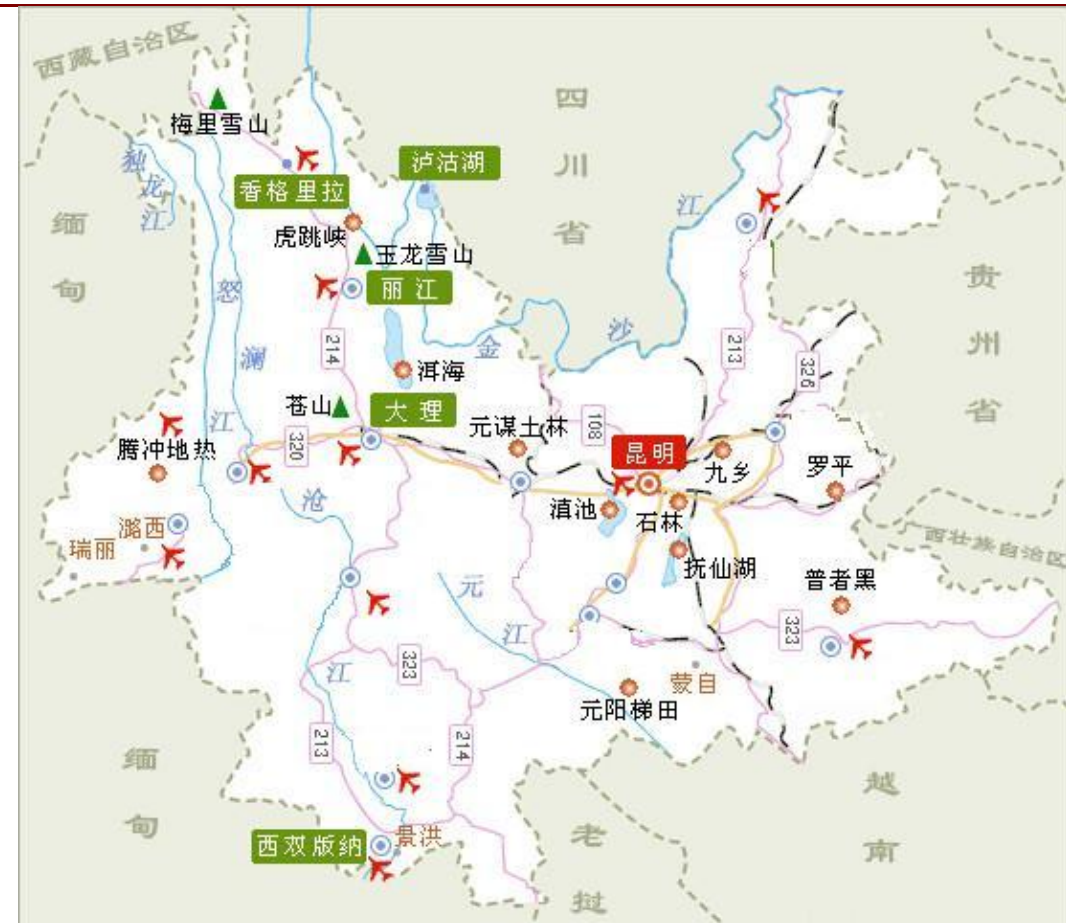 西藏自治区
四川省
梅里雪山
独龙江
泸沽湖
香格里拉
缅甸
虎跳峡
江
玉龙雪山
贵州省
怒
丽江
沙
金
澜
214
213
326
洱海
苍山
大理
江
元谋土林
108
320
腾冲地热
昆明
九乡
罗平
沧
滇池
石林
潞西
瑞丽
广西壮族自治区
抚仙湖
普者黑
元
江
323
323
江
蒙自
元阳梯田
213
214
缅甸
越南
景洪
西双版纳
老挝